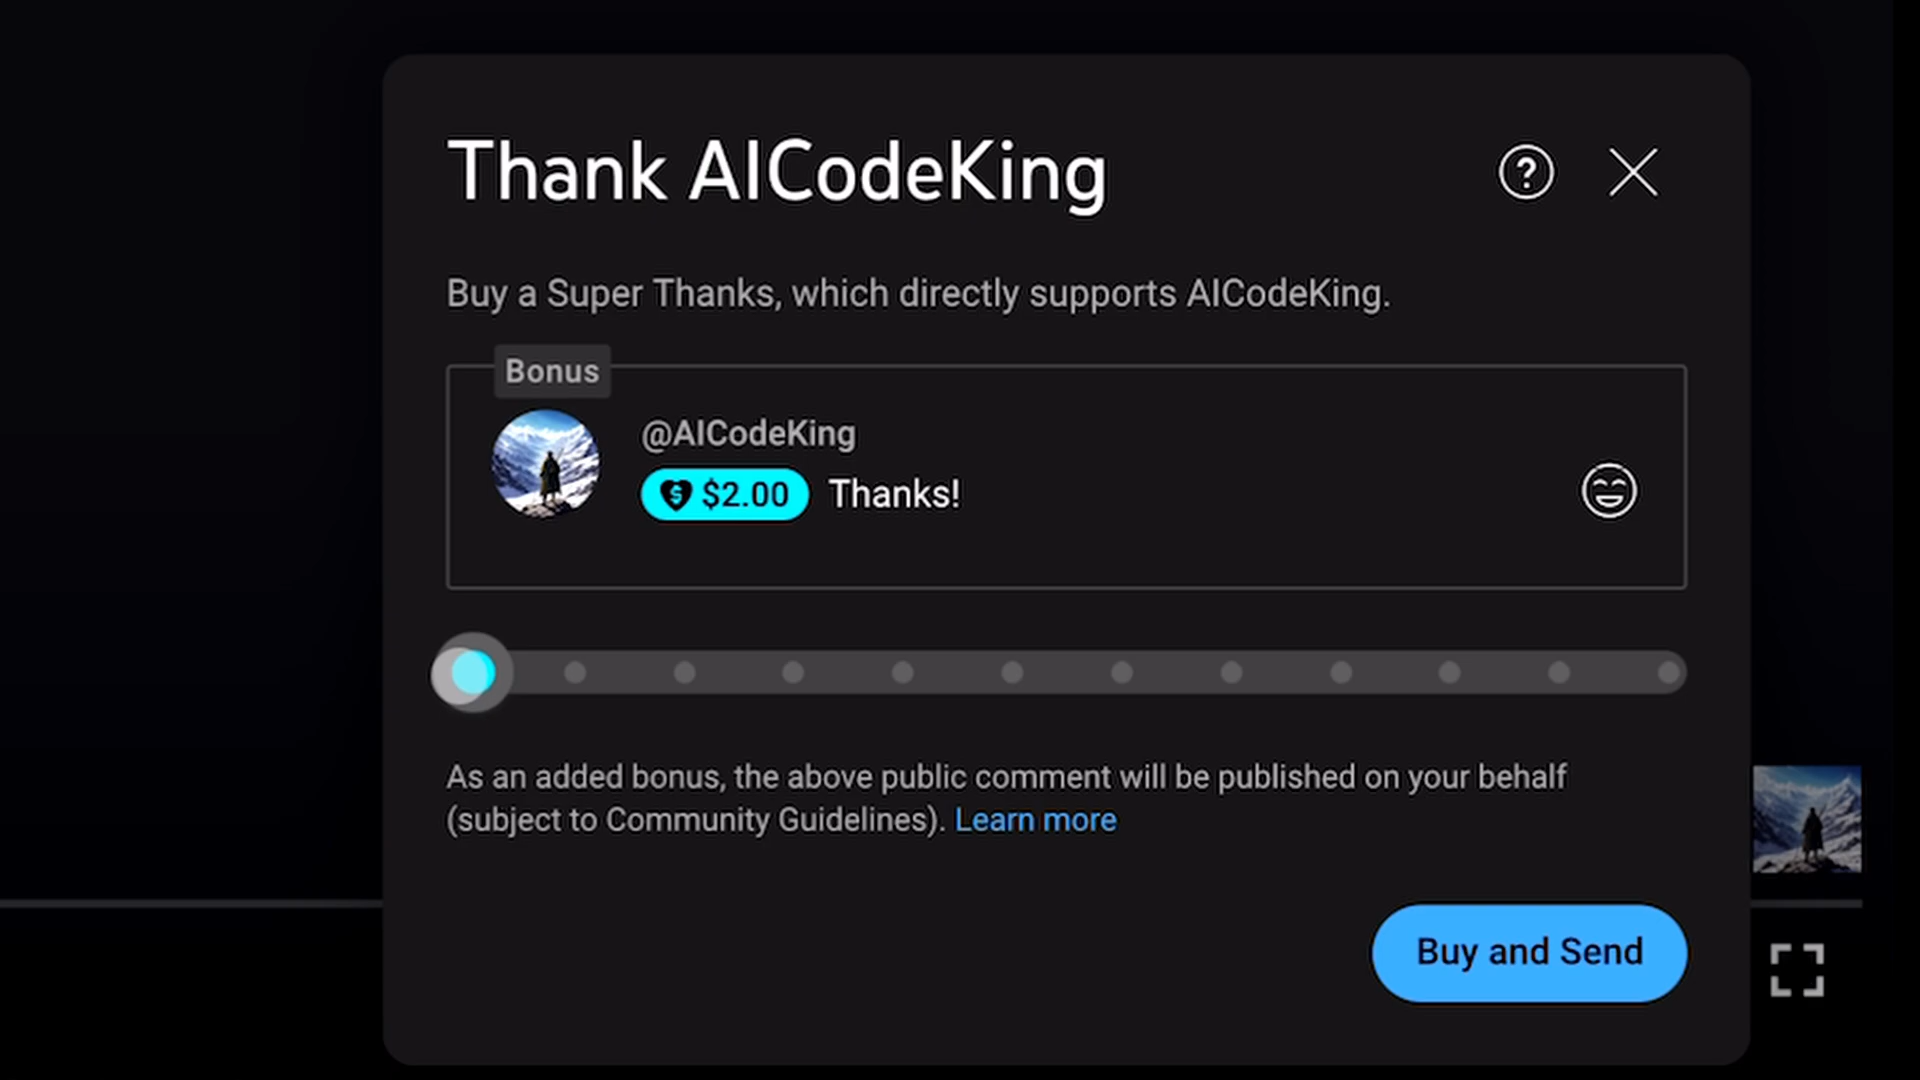 Thank AICodeKing
Buy a Super Thanks, which directly supports AICodeKing.
Bonus
@AICodeKing
$2.00 Thanks!
As an added bonus, the above public comment will be published on your behalf
(subject to Community Guidelines). Learn more
Buy and Send